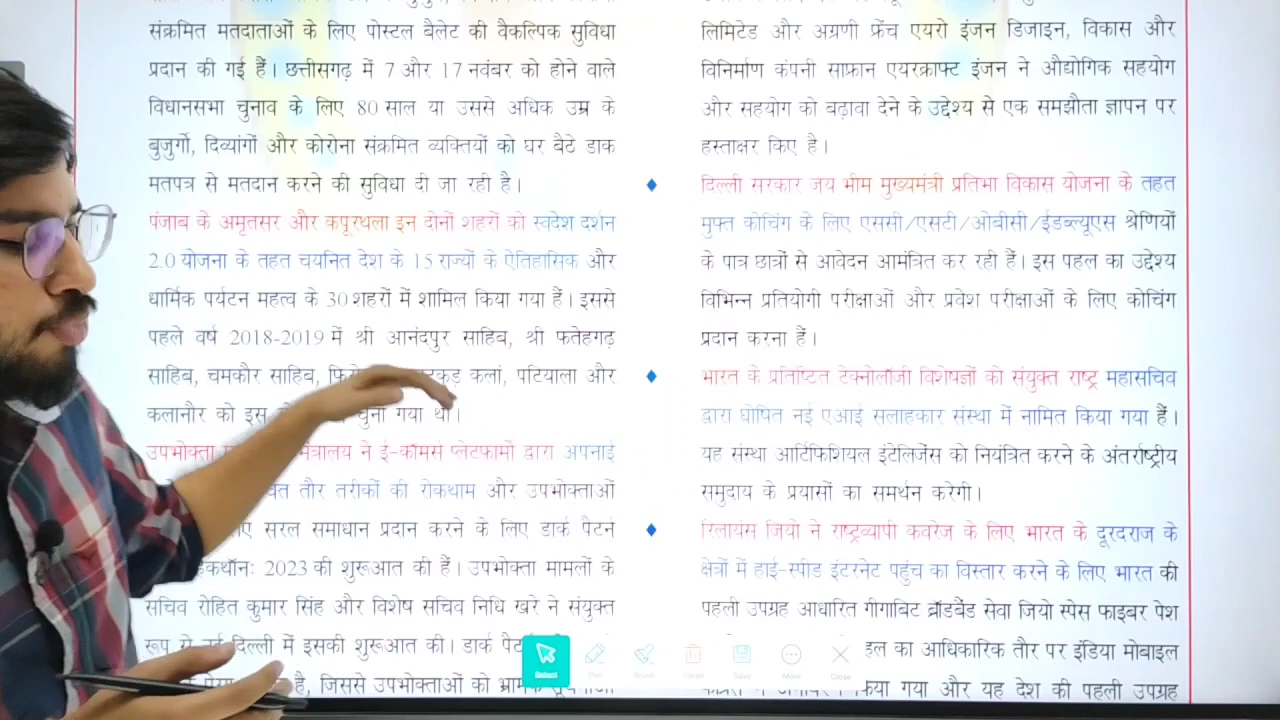 संक्रमित मतदाताओं के लिए पोस्टल बैलेट की वैकल्पिक सुविधा
प्रदान की गई हैं। छत्तीसगढ़ में 7 और 17 नवंबर को होने वाले
विधानसभा चुनाव के लिए 80 साल या उससे अधिक उम्र के
बुजुर्गो, दिव्यांगों और कोरोना संक्रमित व्यक्तियों को घर बैठे डाक
मतपत्र से मतदान करने की सुविधा दी जा रही है।
पंजाब के अमृतसर और कपूरथला इन दोनों शहरों को स्वदेश दर्शन
2.0 योजना के तहत चयनित देश के 15 राज्यों के ऐतिहासिक और
धार्मिक पर्यटन महत्व के 30 शहरों में शामिल किया गया हैं। इससे
पहले वर्ष 2018-2019 में श्री आनंदपुर साहिब, श्री फतेहगढ़
साहिब, चमकौर साहिब, कलां, पटियाला और
कलानौर को इस चुना गया था।
उपभोक्ता मंत्रालय ने ई-कॉमर्स प्लेटफार्मो द्वारा अपनाई
तौर तरीकों की रोकथाम और उपभोक्ताओं
सरल समाधान प्रदान करने के लिए डार्क पैटर्न
हैकथॉन: 2023 की शुरूआत की हैं। उपभोक्ता मामलों के
सचिव रोहित कुमार सिंह और विशेष सचिव निधि खरे ने संयुक्त
रूप से नई दिल्ली में इसकी शुरूआत की। डार्क
है, जिससे उपभोक्ताओं को
लिमिटेड और अग्रणी फ्रेंच एयरो इंजन डिजाइन, विकास और
विनिर्माण कंपनी साफ्रान एयरक्राफ्ट इंजन ने औद्योगिक सहयोग
और सहयोग को बढ़ावा देने के उद्देश्य से एक समझौता ज्ञापन पर
हस्ताक्षर किए है।
दिल्ली सरकार जय भीम मुख्यमंत्री प्रतिभा विकास योजना के तहत
मुफ्त कोचिंग के लिए एससी/एसटी/ओबीसी/ईडब्ल्यूएस श्रेणियों
के पात्र छात्रों से आवेदन आमंत्रित कर रही हैं। इस पहल का उद्देश्य
विभिन्न प्रतियोगी परीक्षाओं और प्रवेश परीक्षाओं के लिए कोचिंग
प्रदान करना हैं।
भारत के प्रतिष्टित टेक्नोलॉजी विशेषज्ञों को संयुक्त राष्ट्र महासचिव
द्वारा घोषित नई एआई सलाहकार संस्था में नामित किया गया हैं।
यह संस्था आर्टिफिशियल इंटेलिजेंस को नियंत्रित करने के अंतर्राष्ट्रीय
समुदाय के प्रयासों का समर्थन करेगी।
रिलायंस जियो ने राष्ट्रव्यापी कवरेज के लिए भारत के दूरदराज के
क्षेत्रों में हाई-स्पीड इंटरनेट पहुंच का विस्तार करने के लिए भारत की
पहली उपग्रह आधारित गीगाबिट ब्रॉडबैंड सेवा जियो स्पेस फाइबर पेश
का आधिकारिक तौर पर इंडिया मोबाइल
किया गया और यह देश की पहली उपग्रह
Select Pen Brush Clean Save More Close